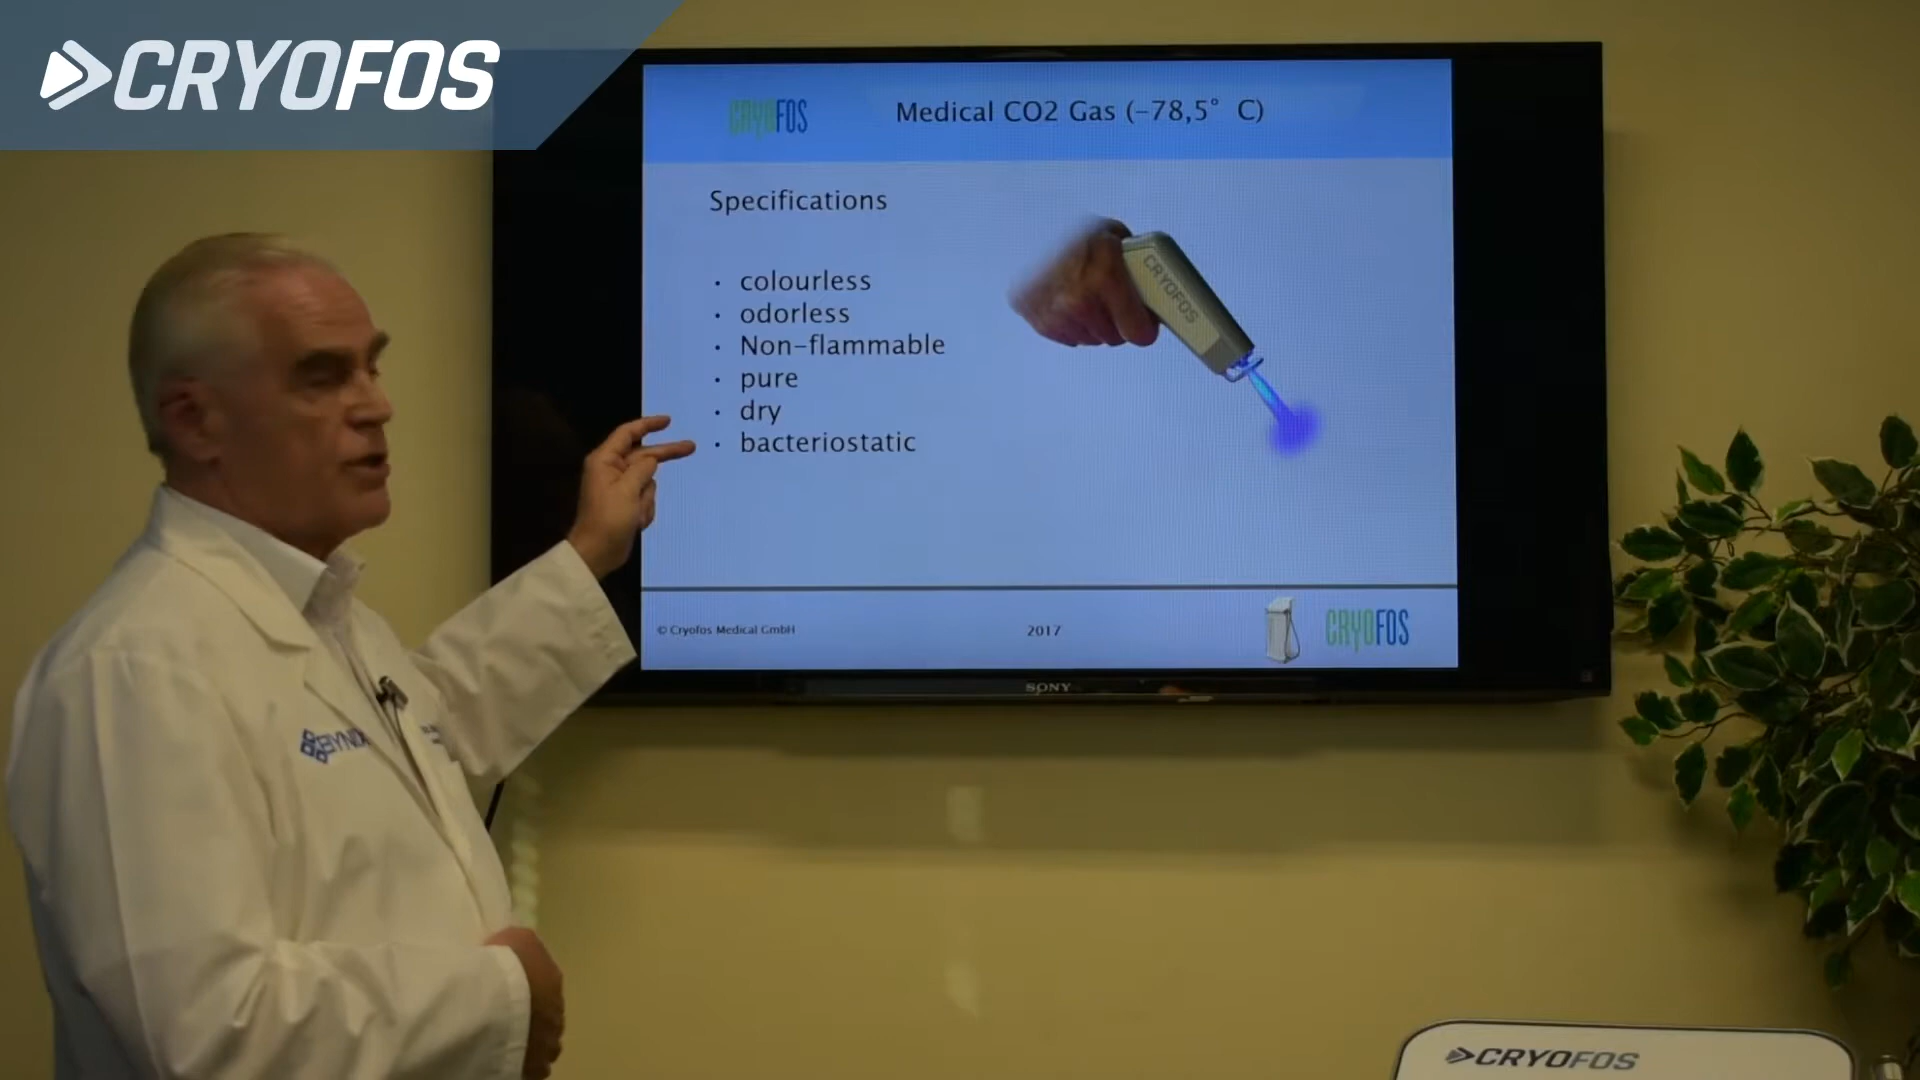 CRYOFOS
CRYOFOS
Medical CO2 Gas (-78,5° C)
Specifications
• colourless
• odorless
• Non-flammable
• pure
• dry
• bacteriostatic
CRYOFOS
© Cryofos Medical GmbH
2017
CRYOFOS
SONY
CRYOFOS